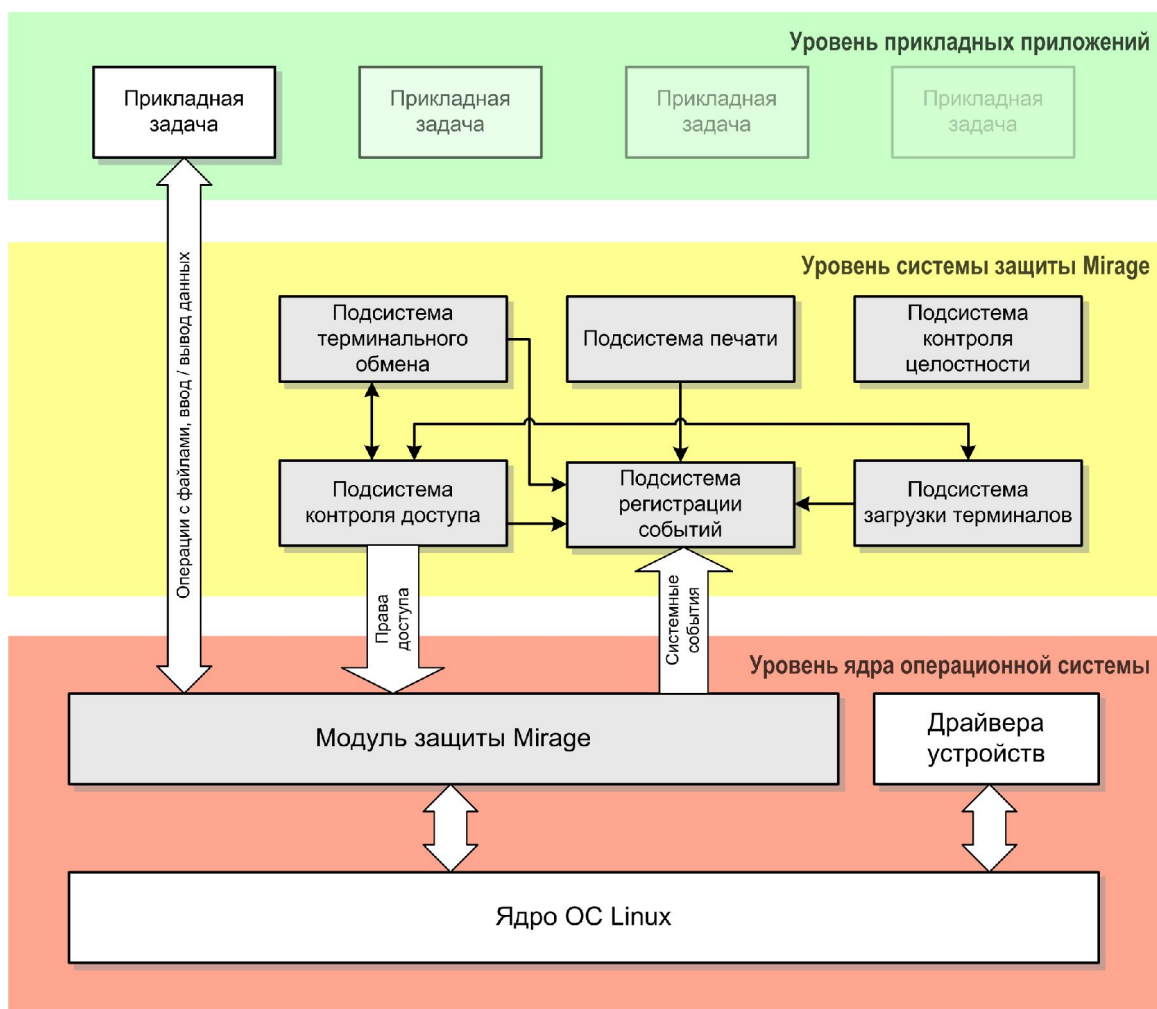 Уровень прикладных приложений
Прикладная
задача
Прикладная
задача
Прикладная
задача
Прикладная
задача
Операции с файлами, ввод / вывод данных
Уровень системы защиты Mirage
Подсистема
терминального
обмена
Подсистема печати
Подсистема
контроля
целостности
Подсистема
контроля доступа
Подсистема
регистрации
событий
Подсистема
загрузки терминалов
Права
доступа
Системные
события
Уровень ядра операционной системы
Модуль защиты Mirage
Драйвера
устройств
Ядро ОС Linux